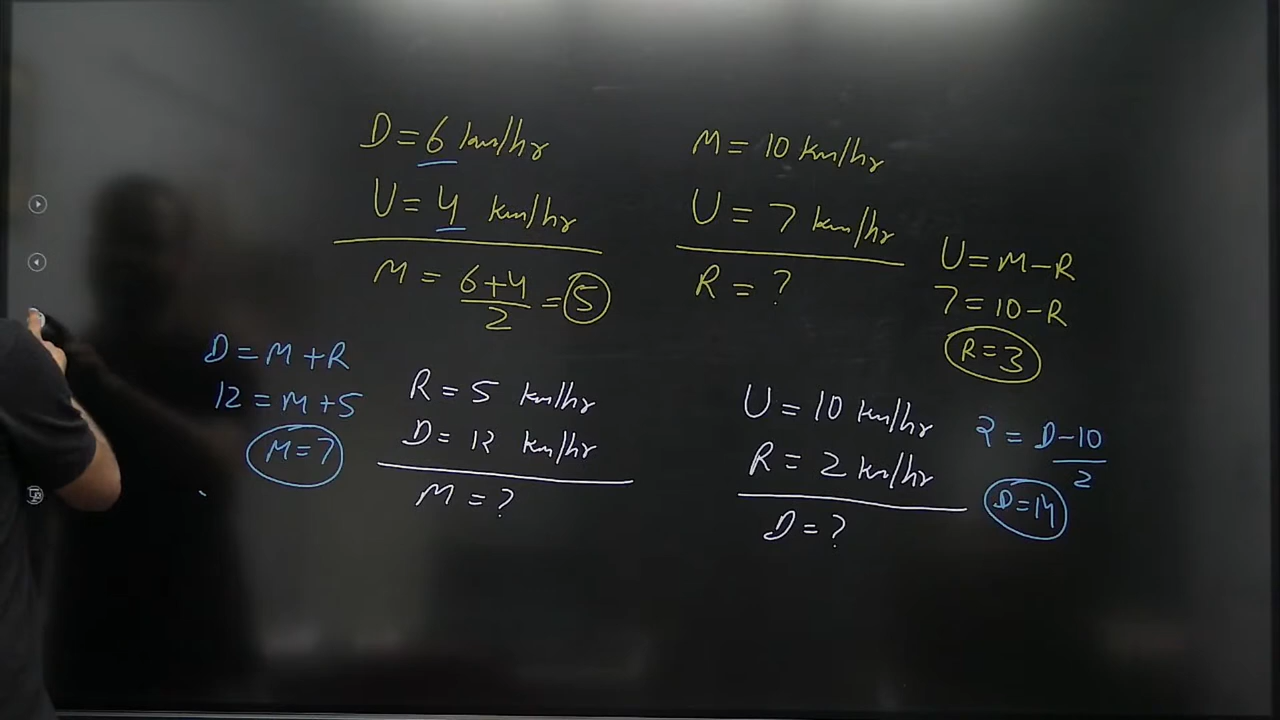 D = 6 km/hr
U = 4 km/hr
M = 6+4/2 = 5
M = 10 km/hr
U = 7 km/hr
R = ?
U = M - R
7 = 10 - R
R = 3
D = M + R
12 = M + 5
M = 7
R = 5 km/hr
D = 12 km/hr
M = ?
U = 10 km/hr
R = 2 km/hr
D = ?
2 = D - 10/2
D = 14